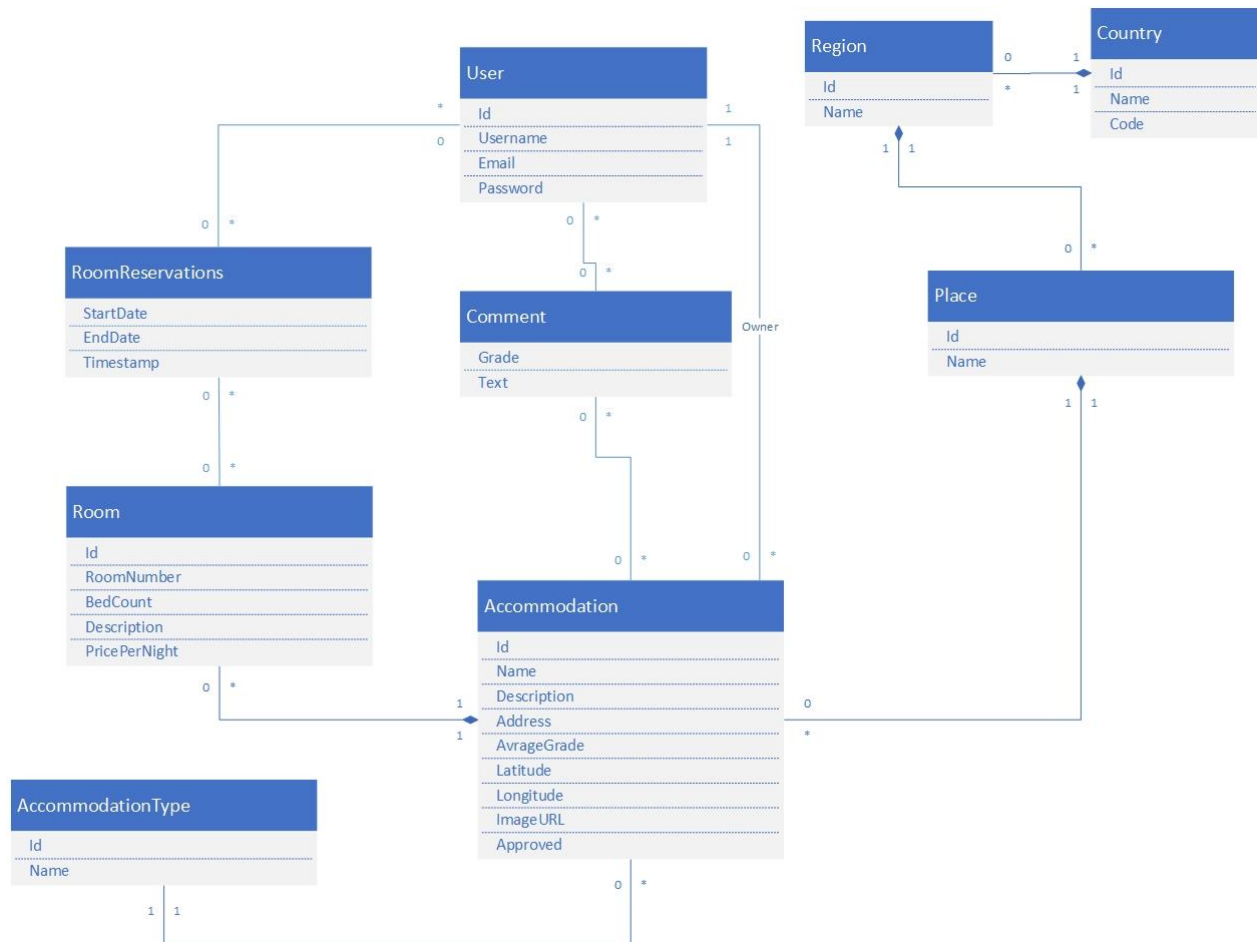 User
Id
Username
Email
Password
* 0
1 1
Region
Id
Name
0 *
1 1
Country
Id
Name
Code
1 1
0 *
0 *
RoomReservations
StartDate
EndDate
Timestamp
0 *
0 *
0 *
0 *
Comment
Grade
Text
0 *
Owner
Place
Id
Name
1 1
Room
Id
RoomNumber
BedCount
Description
PricePerNight
0 *
1 1
0 *
0 *
Accommodation
Id
Name
Description
Address
AvrageGrade
Latitude
Longitude
ImageURL
Approved
0 *
0 *
AccommodationType
Id
Name
1 1